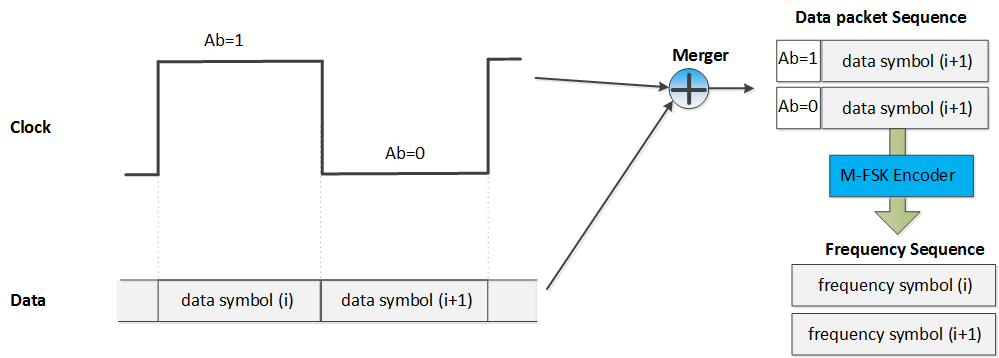 Data packet Sequence
Ab=1
Merger
Ab=1 data symbol (i+1)
Ab=0 data symbol (i+1)
Clock
Ab=0
M-FSK Encoder
Frequency Sequence
Data
data symbol (i) data symbol (i+1)
frequency symbol (i)
frequency symbol (i+1)